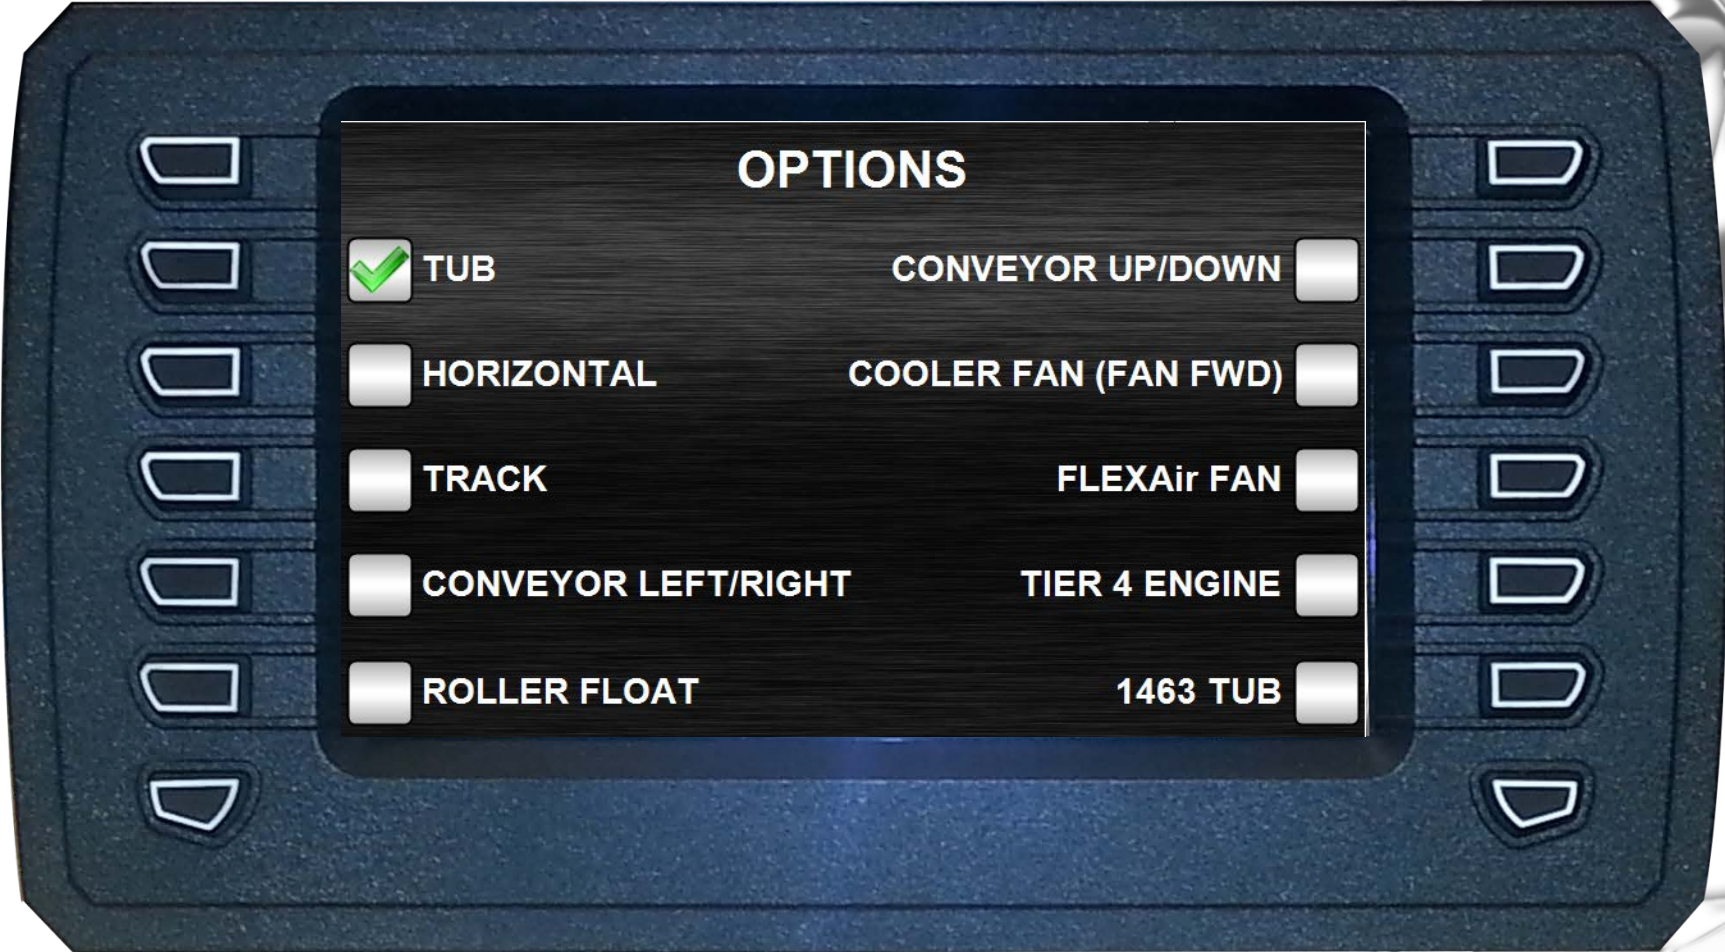 OPTIONS
TUB
CONVEYOR UP/DOWN
HORIZONTAL
COOLER FAN (FAN FWD)
TRACK
FLEXAir FAN
CONVEYOR LEFT/RIGHT
TIER 4 ENGINE
ROLLER FLOAT
1463 TUB